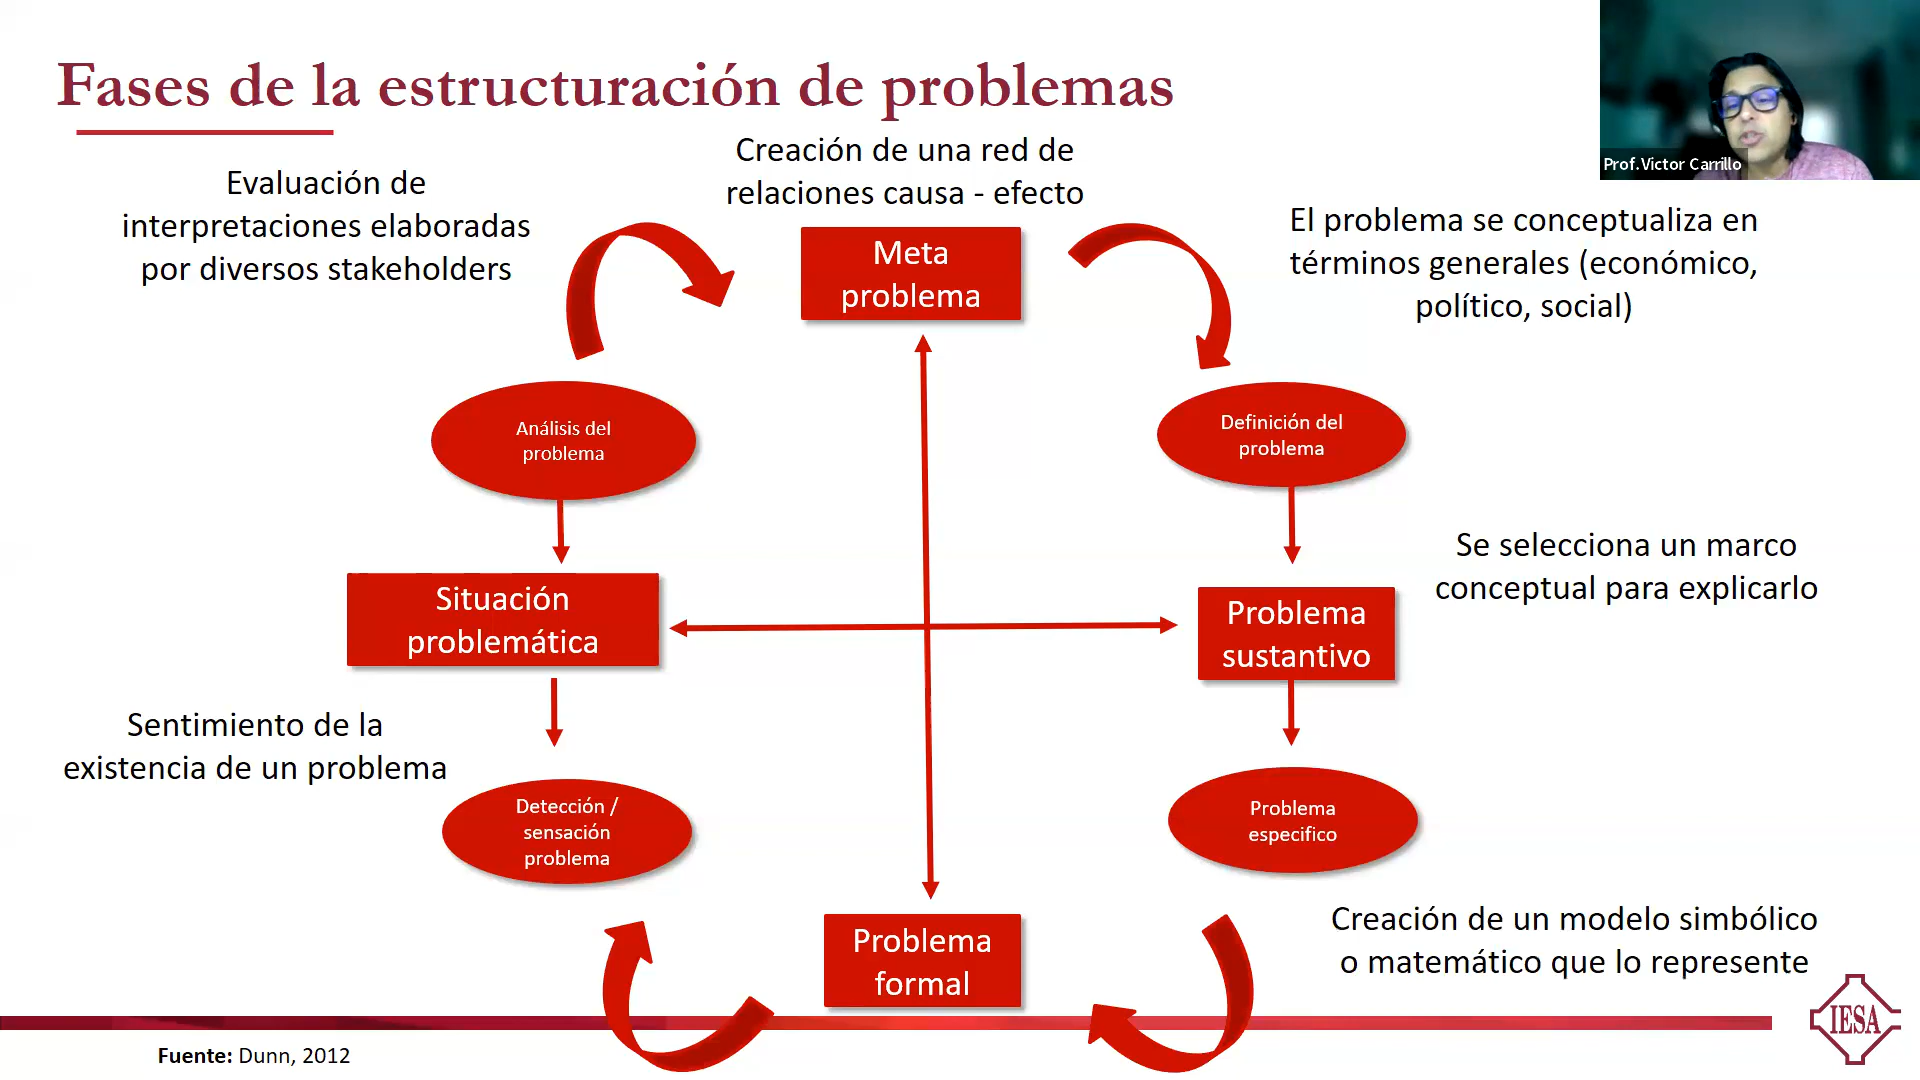 Fases de la estructuración de problemas
Prof.Victor Carrillo
Creación de una red de
relaciones causa - efecto
Evaluación de
interpretaciones elaboradas
por diversos stakeholders
El problema se conceptualiza en
términos generales (económico,
político, social)
Meta
problema
Análisis del
problema
Definición del
problema
Se selecciona un marco
conceptual para explicarlo
Situación
problemática
Problema
sustantivo
Sentimiento de la
existencia de un problema
Detección /
sensación
problema
Problema
especifico
Problema
formal
Creación de un modelo simbólico
o matemático que lo represente
IESA
Fuente: Dunn, 2012